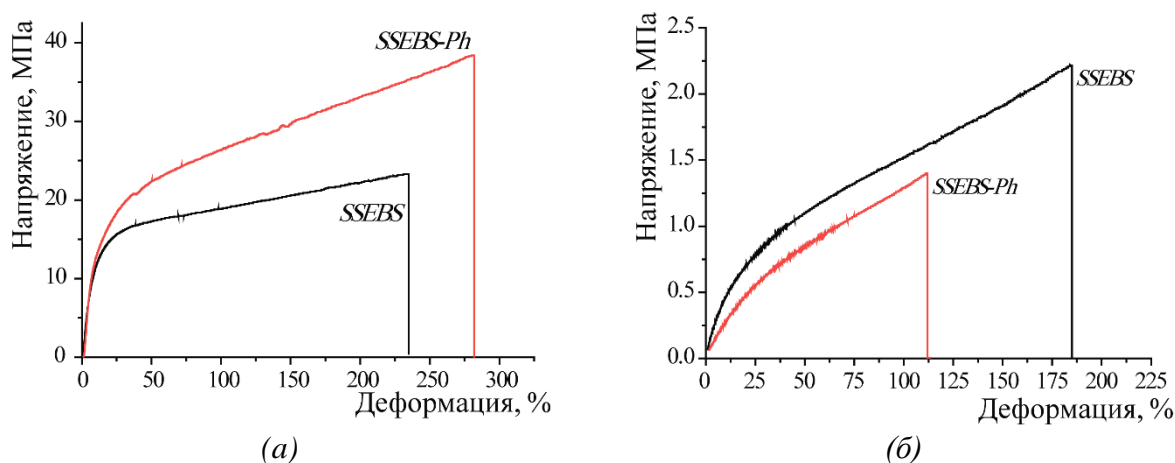 Напряжение, МПа
40
30
20
10
0
SSEBS-Ph
SSEBS
0 50 100 150 200 250 300
Деформация, %
(а)
Напряжение, МПа
2.5
2.0
1.5
1.0
0.5
0.0
SSEBS
SSEBS-Ph
0 25 50 75 100 125 150 175 200 225
Деформация, %
(б)